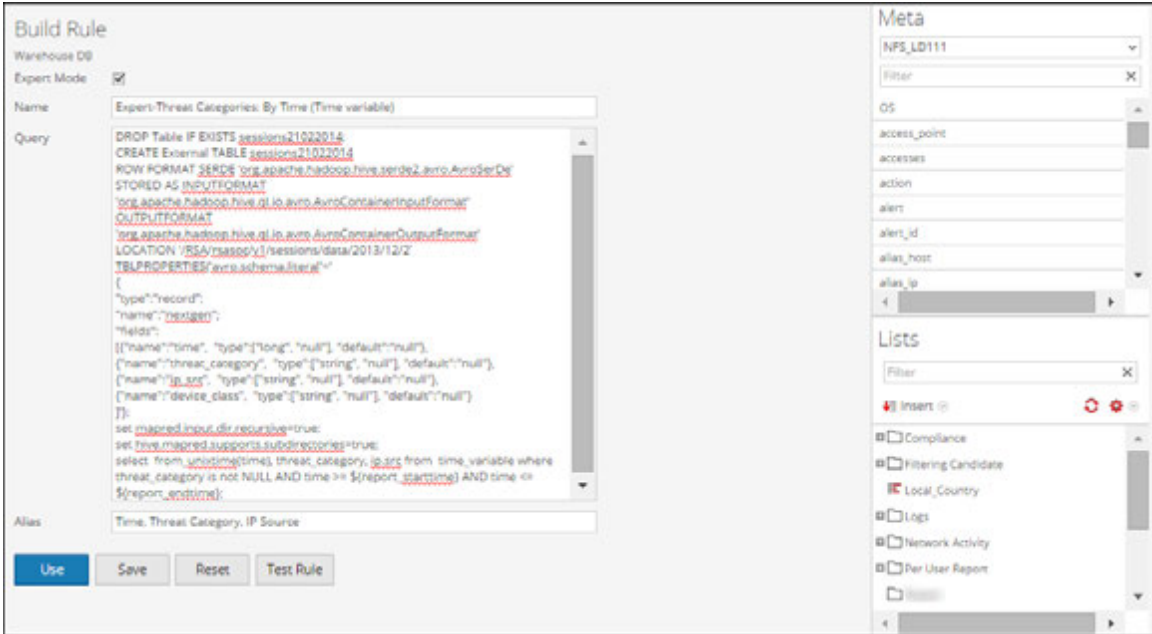 Build Rule
Warehouse DB
Expert Mode
Name
Expert-Threat Categories: By Time (Time variable)
Query
DROP Table IF EXISTS sessions21022014;
CREATE External TABLE sessions21022014
ROW FORMAT SERDE 'org.apache.hadoop.hive.serde2.avro.AvroSerDe'
STORED AS INPUTFORMAT
'org.apache.hadoop.hive.ql.io.avro.AvroContainerInputFormat'
OUTPUTFORMAT
'org.apache.hadoop.hive.ql.io.avro.AvroContainerOutputFormat'
LOCATION '/RSA/rsasoc/v1/sessions/data/2013/12/2'
TBLPROPERTIES('avro.schema.literal'='
{
"type":"record";
"name":"nextgen";
"fields":
[{"name":"time", "type":["long", "null"], "default":"null"},
{"name":"threat_category", "type":["string", "null"], "default":"null"},
{"name":"ip_src", "type":["string", "null"], "default":"null"},
{"name":"device_class", "type":["string", "null"], "default":"null"}
]'};
set mapred.input.dir.recursive=true;
set hive.mapred.supports.subdirectories=true;
select from_unixtime(time), threat_category, ip.src from time_variable where
threat_category is not NULL AND time >= ${report_starttime} AND time <=
${report_endtime};
Alias
Time, Threat Category, IP Source
Use Save Reset Test Rule
Meta
NFS_LD111
Filter
OS
access_point
accesses
action
alert
alert_id
alias_host
alias_ip
Lists
Filter
Insert
Compliance
Filtering Candidate
Local_Country
Logs
Network Activity
Per User Report